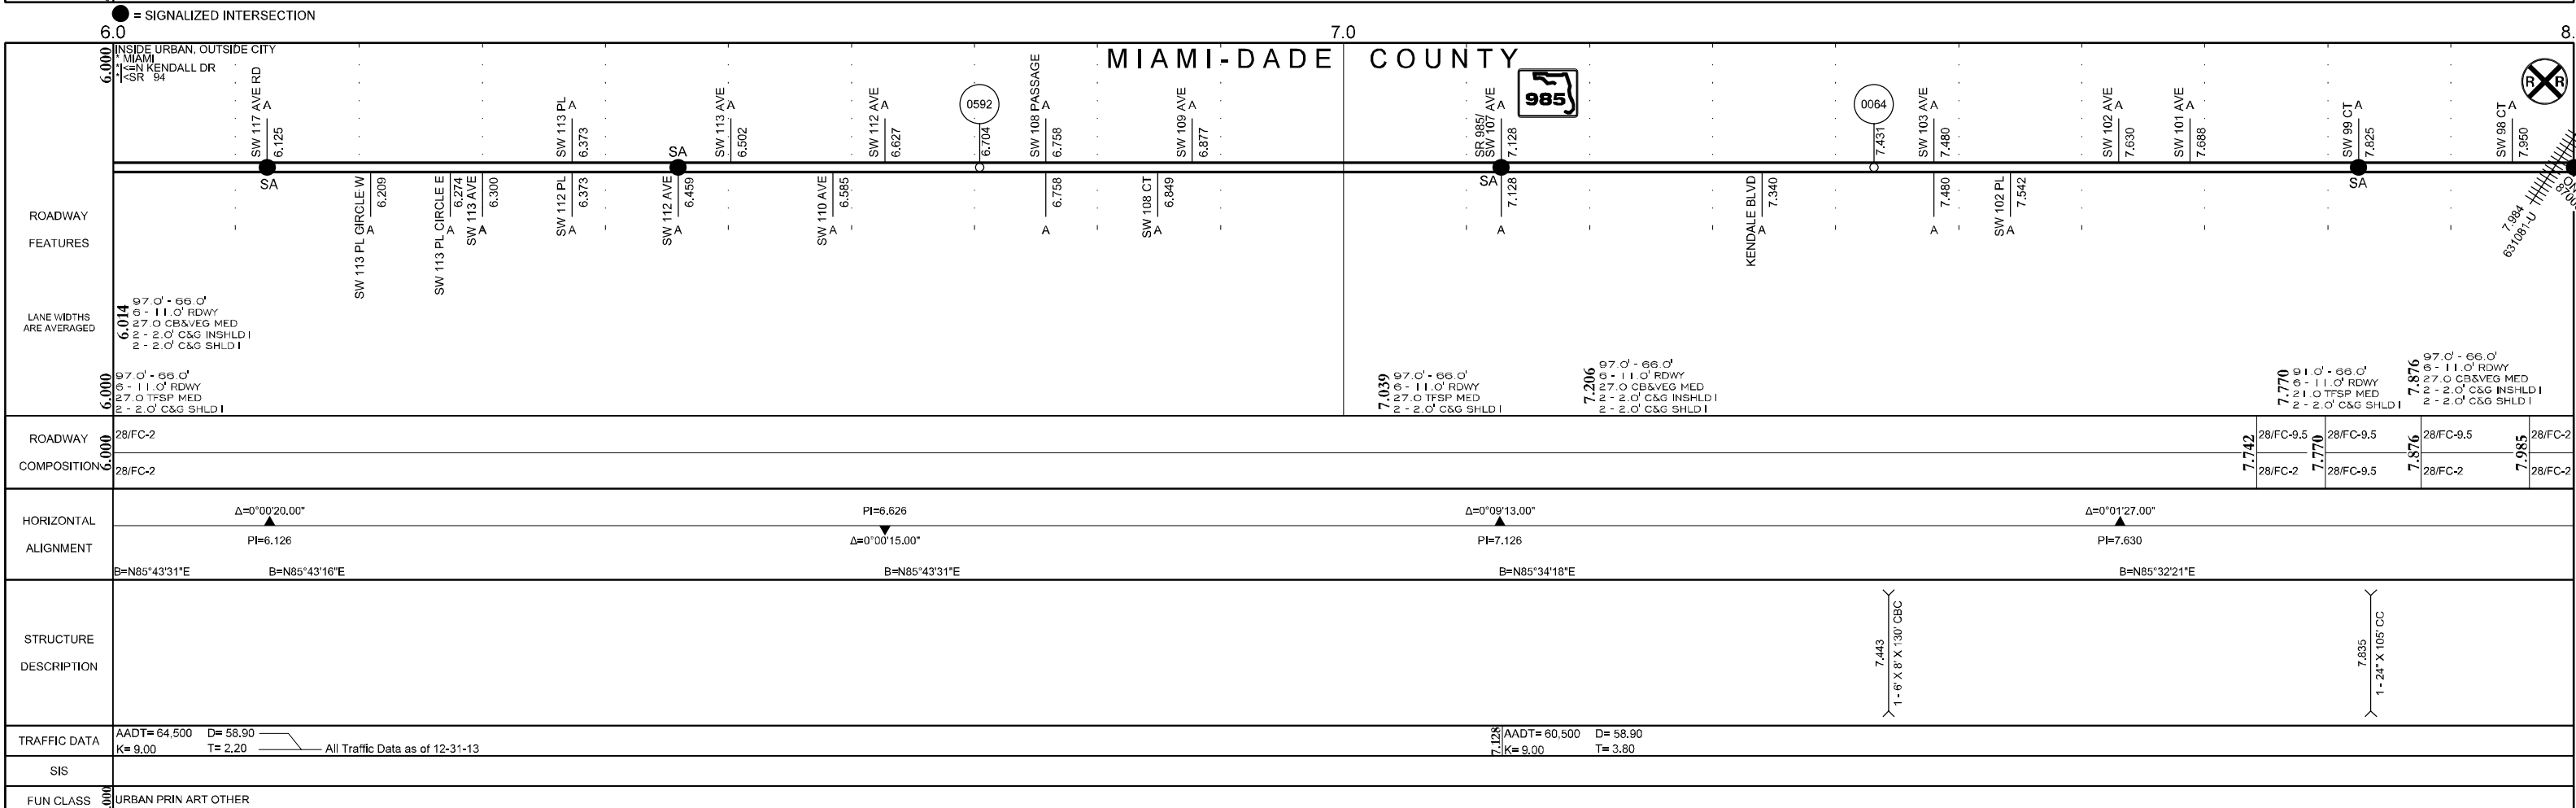 = SIGNALIZED INTERSECTION
6.0
7.0
8.
MIAMI-DADE COUNTY
6.000
INSIDE URBAN, OUTSIDE CITY
* MIAMI
*|<=N KENDALL DR
*|<SR 94
SW 117 AVE RD
A
6.125
SW 113 PL
A
6.373
SW 113 AVE
A
6.502
SW 112 AVE
A
6.627
0592
6.704
SW 108 PASSAGE
A
6.758
SW 109 AVE
A
6.877
SR 985/
SW 107 AVE
A
7.128
985
0064
7.431
SW 103 AVE
A
7.480
SW 102 AVE
A
7.630
SW 101 AVE
A
7.688
SW 99 CT
A
7.825
SW 98 CT
A
7.950
R R
SA
SA
SA
SA
ROADWAY
FEATURES
SW 113 PL CIRCLE W
6.209
A
SW 113 PL CIRCLE E
6.274
A
SW 113 AVE
6.300
A
SW 112 PL
6.373
A
SW 112 AVE
6.459
A
SW 110 AVE
6.585
A
6.758
A
SW 108 CT
6.849
A
7.128
A
KENDALE BLVD
7.340
A
7.480
A
SW 102 PL
7.542
A
7.984
631081-U
LANE WIDTHS
ARE AVERAGED
6.014
97.0' - 66.0'
6 - 11.0' RDWY
27.0 CB&VEG MED
2 - 2.0' C&G INSHLD1
2 - 2.0' C&G SHLD1
6.000
97.0' - 66.0'
6 - 11.0' RDWY
27.0 TFSP MED
2 - 2.0' C&G SHLD1
7.039
97.0' - 66.0'
6 - 11.0' RDWY
27.0 TFSP MED
2 - 2.0' C&G SHLD1
7.206
97.0' - 66.0'
6 - 11.0' RDWY
27.0 CB&VEG MED
2 - 2.0' C&G INSHLD1
2 - 2.0' C&G SHLD1
7.770
91.0' - 66.0'
6 - 11.0' RDWY
21.0 TFSP MED
2 - 2.0' C&G SHLD1
7.876
97.0' - 66.0'
6 - 11.0' RDWY
27.0 CB&VEG MED
2 - 2.0' C&G INSHLD1
2 - 2.0' C&G SHLD1
ROADWAY
COMPOSITION
6.000
28/FC-2
28/FC-2
7.742
28/FC-9.5
28/FC-2
7.770
28/FC-9.5
28/FC-9.5
7.876
28/FC-9.5
28/FC-2
7.985
28/FC-2
28/FC-2
HORIZONTAL
ALIGNMENT
Δ=0°00'20.00"
PI=6.126
PI=6.626
Δ=0°00'15.00"
Δ=0°09'13.00"
PI=7.126
Δ=0°01'27.00"
PI=7.630
B=N85°43'31"E
B=N85°43'16"E
B=N85°43'31"E
B=N85°34'18"E
B=N85°32'21"E
STRUCTURE
DESCRIPTION
7.443
1 - 6' X 8' X 130' CBC
7.835
1 - 24" X 105' CC
TRAFFIC DATA
AADT= 64,500 D= 58.90
K= 9.00 T= 2.20
All Traffic Data as of 12-31-13
7.128
AADT= 60,500 D= 58.90
K= 9.00 T= 3.80
SIS
FUN CLASS
URBAN PRIN ART OTHER